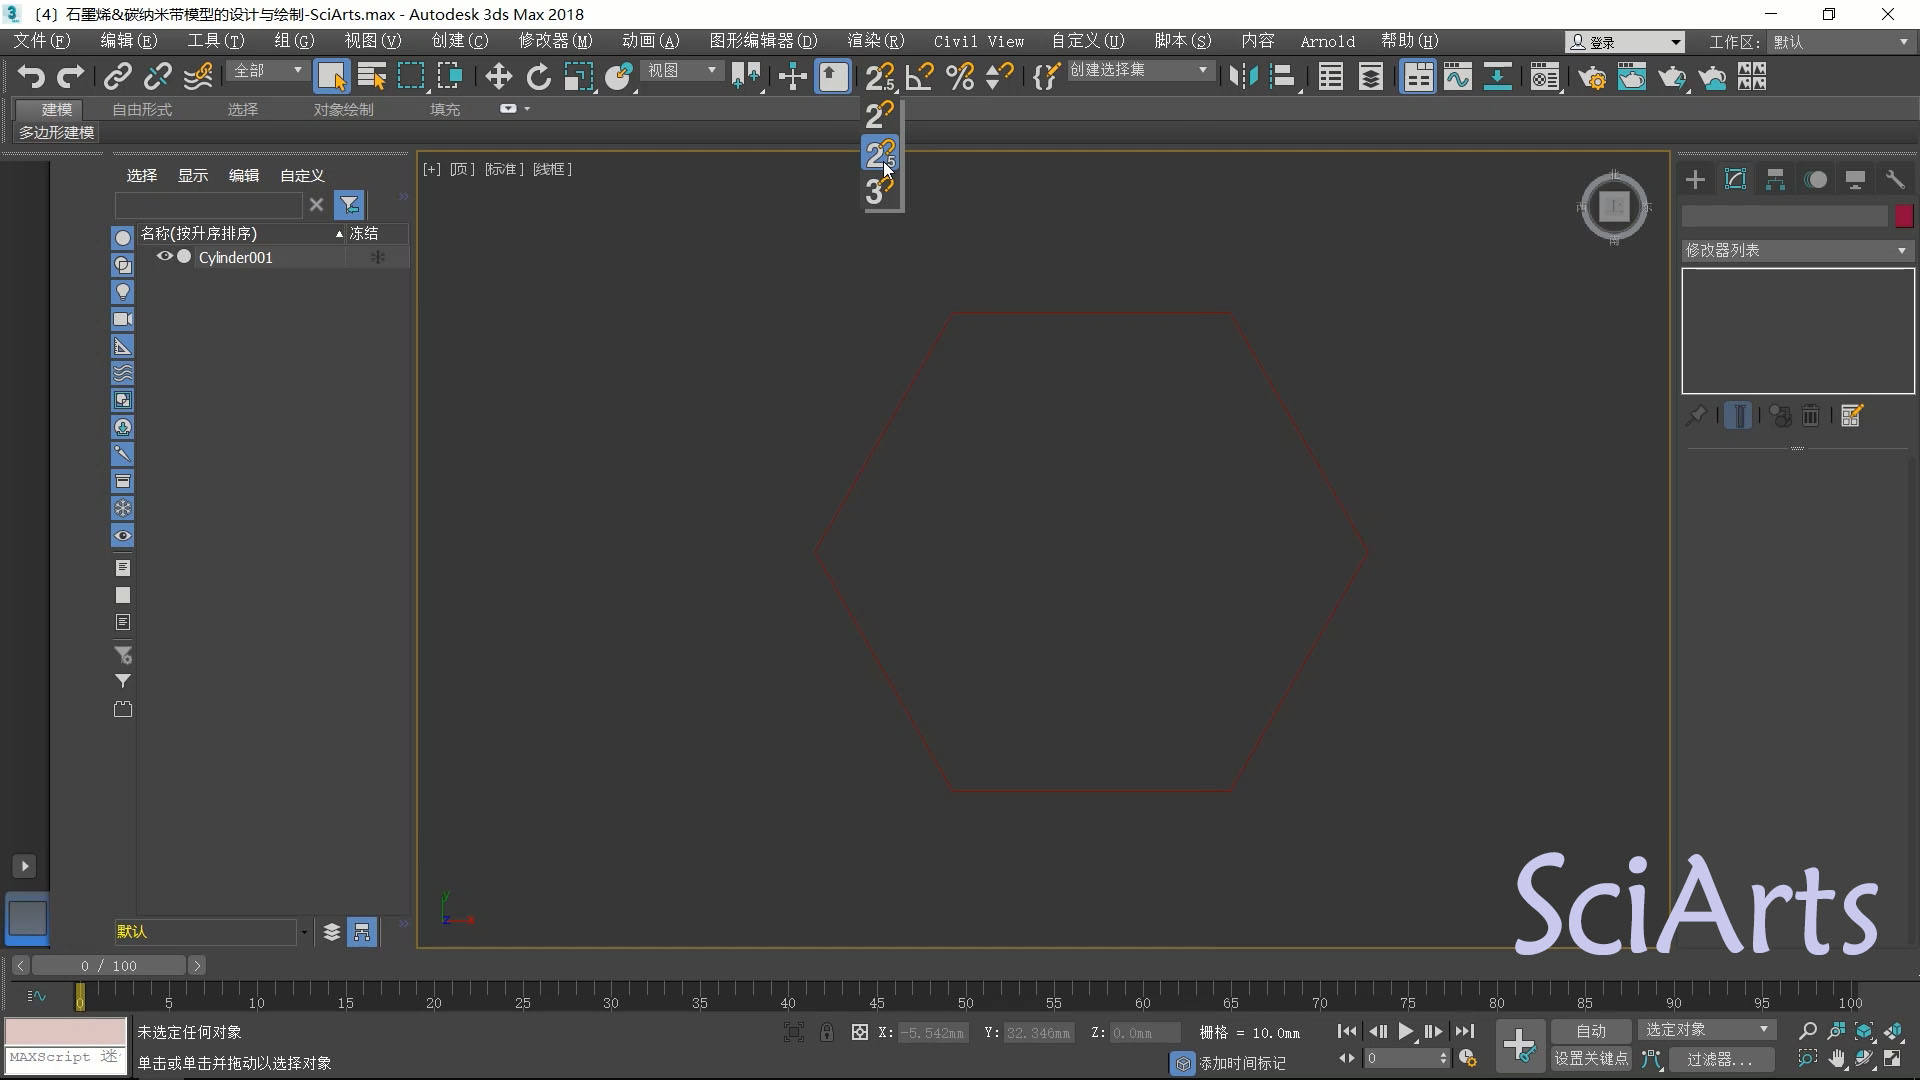 〔4〕石墨烯&碳纳米带模型的设计与绘制-SciArts.max - Autodesk 3ds Max 2018
文件(F) 编辑(E) 工具(T) 组(G) 视图(V) 创建(C) 修改器(M) 动画(A) 图形编辑器(D) 渲染(R) Civil View 自定义(U) 脚本(S) 内容 Arnold 帮助(H) 登录 工作区: 默认
全部 视图 创建选择集
建模 自由形式 选择 对象绘制 填充
多边形建模
[+] [顶] [标准] [线框]
选择 显示 编辑 自定义
名称(按升序排序) 冻结
Cylinder001
北
西 上 东
南
修改器列表
y
z x
SciArts
默认
0 / 100
0 5 10 15 20 25 30 35 40 45 50 55 60 65 70 75 80 85 90 95 100
未选定任何对象 X: -5.542mm Y: 32.346mm Z: 0.0mm 栅格 = 10.0mm 自动 选定对象
MAXScript 迷 单击或单击并拖动以选择对象 添加时间标记 0 设置关键点 过滤器...